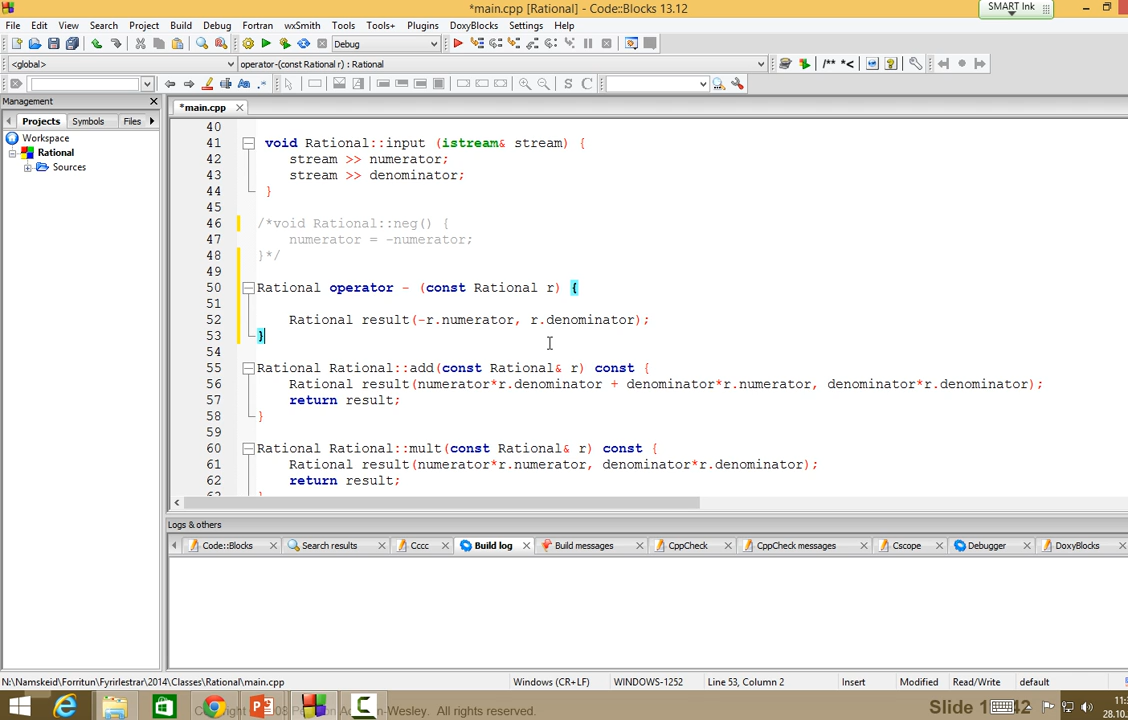 *main.cpp [Rational] - Code::Blocks 13.12
SMART Ink
File Edit View Search Project Build Debug Fortran wxSmith Tools Tools+ Plugins DoxyBlocks Settings Help
Debug
<global> operator-(const Rational r) : Rational /** *<
Management
*main.cpp
Projects Symbols Files
Workspace
Rational
Sources
40
41 void Rational::input (istream& stream) {
42 stream >> numerator;
43 stream >> denominator;
44 }
45
46 /*void Rational::neg() {
47 numerator = -numerator;
48 }*/
49
50 Rational operator - (const Rational r) {
51
52 Rational result(-r.numerator, r.denominator);
53 }
54
55 Rational Rational::add(const Rational& r) const {
56 Rational result(numerator*r.denominator + denominator*r.numerator, denominator*r.denominator);
57 return result;
58 }
59
60 Rational Rational::mult(const Rational& r) const {
61 Rational result(numerator*r.numerator, denominator*r.denominator);
62 return result;
Logs & others
Code::Blocks Search results Cccc Build log Build messages CppCheck CppCheck messages Cscope Debugger DoxyBlocks
N:\Namskeid\Forritun\Fyrirlestrar\2014\Classes\Rational\main.cpp Windows (CR+LF) WINDOWS-1252 Line 53, Column 2 Insert Modified Read/Write default
Slide 1 42
28.10.